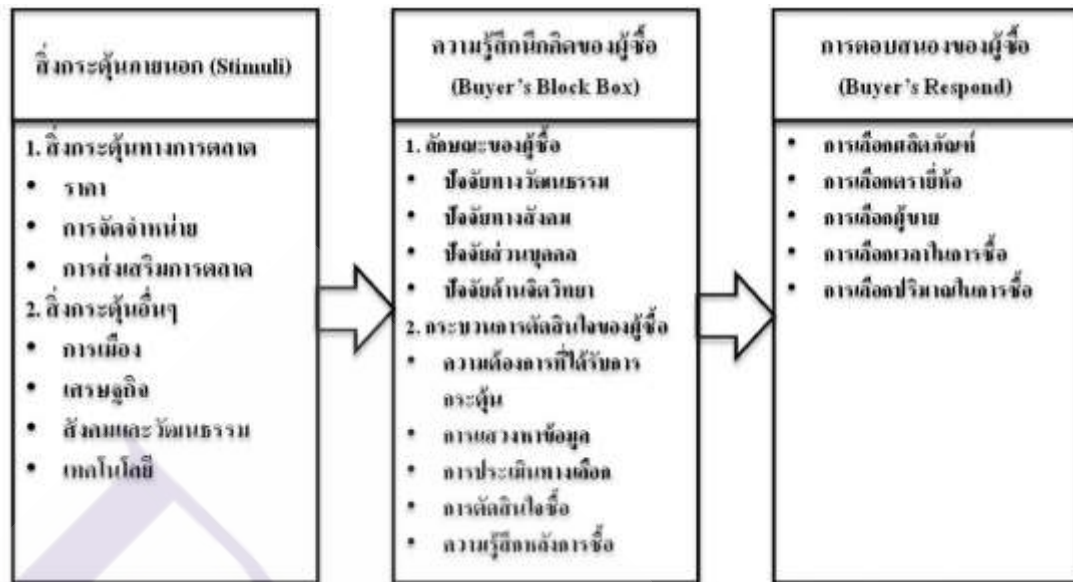 สิ่งกระตุ้นภายนอก (Stimuli)
1. สิ่งกระตุ้นทางการตลาด
• ราคา
• การจัดจำหน่าย
• การส่งเสริมการตลาด
2. สิ่งกระตุ้นอื่นๆ
• การเมือง
• เศรษฐกิจ
• สังคมและวัฒนธรรม
• เทคโนโลยี
ความรู้สึกนึกคิดของผู้ซื้อ
(Buyer's Block Box)
1. ลักษณะของผู้ซื้อ
• ปัจจัยทางวัฒนธรรม
• ปัจจัยทางสังคม
• ปัจจัยส่วนบุคคล
• ปัจจัยด้านจิตวิทยา
2. กระบวนการตัดสินใจของผู้ซื้อ
• ความต้องการที่ได้รับการ
กระตุ้น
• การแสวงหาข้อมูล
• การประเมินทางเลือก
• การตัดสินใจซื้อ
• ความรู้สึกหลังการซื้อ
การตอบสนองของผู้ซื้อ
(Buyer's Respond)
• การเลือกผลิตภัณฑ์
• การเลือกตรายี่ห้อ
• การเลือกผู้ขาย
• การเลือกเวลาในการซื้อ
• การเลือกปริมาณในการซื้อ